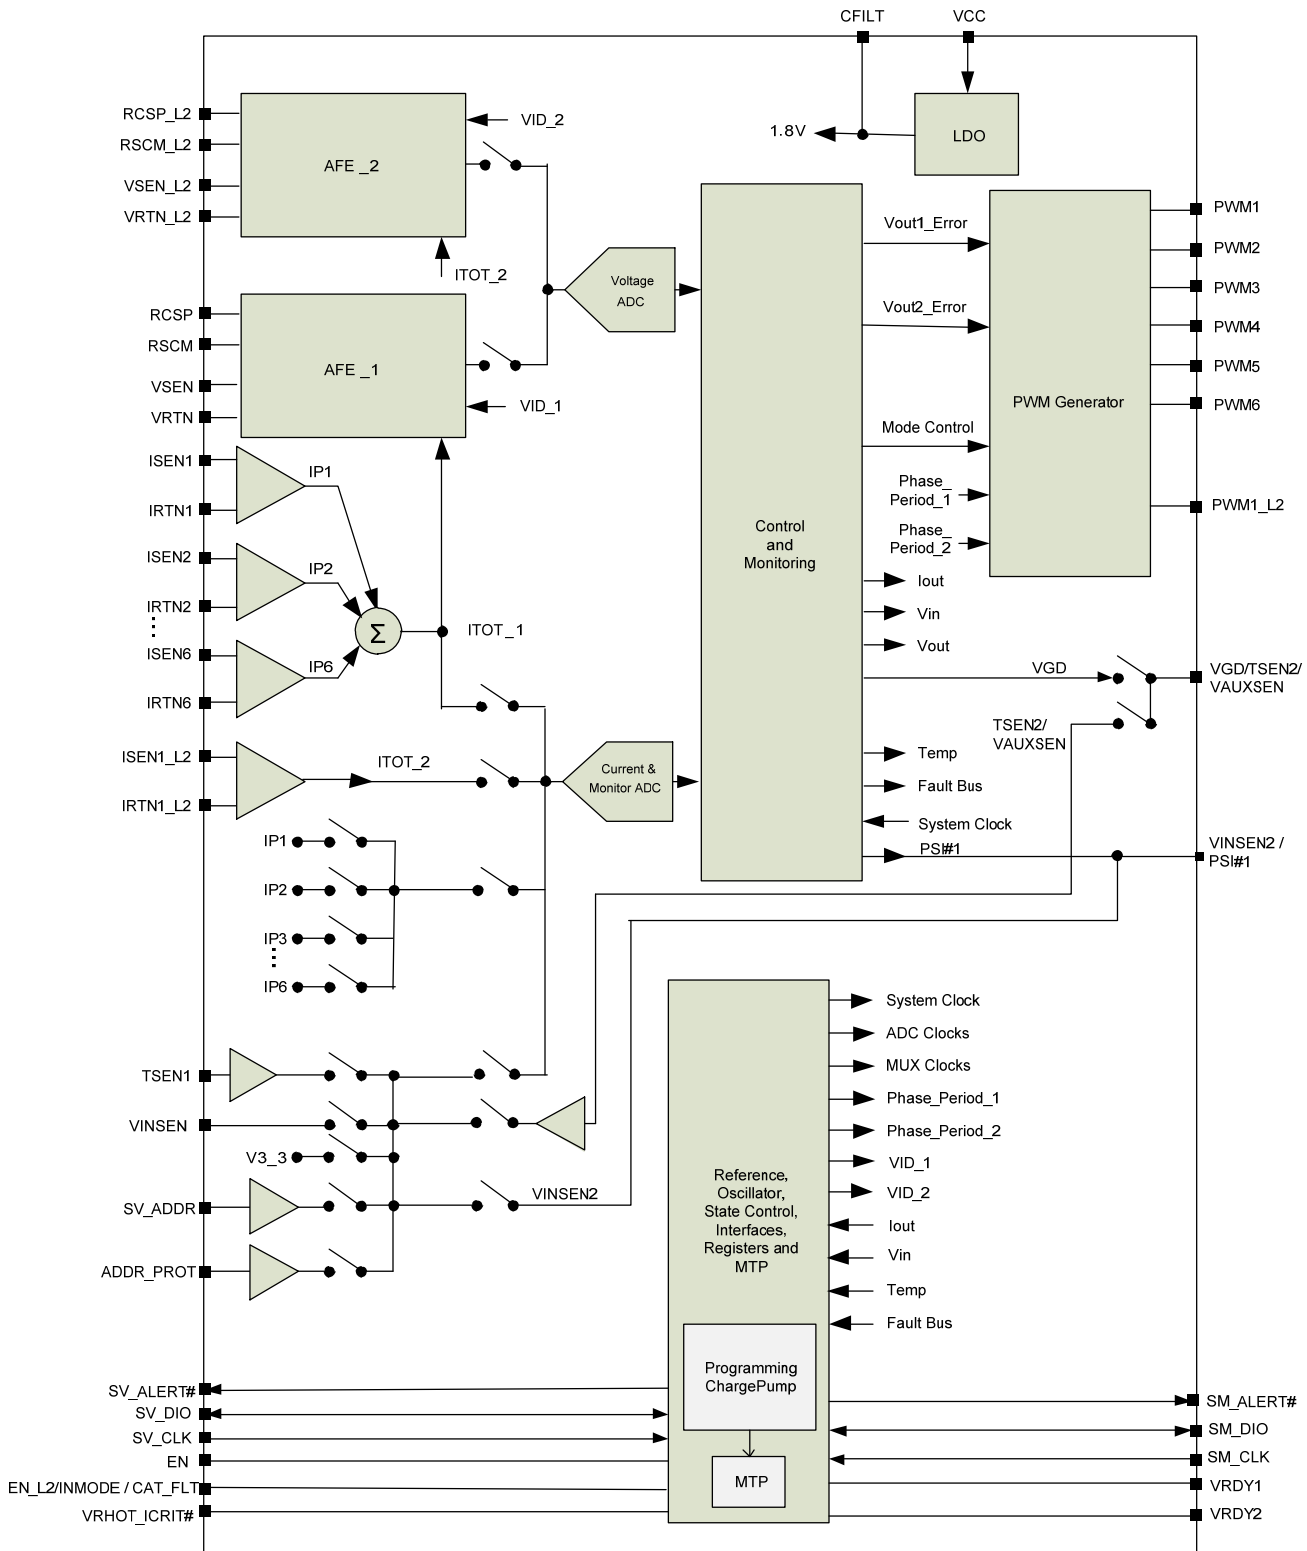 CFILT
VCC
RCSP_L2
RSCM_L2
VSEN_L2
VRTN_L2
AFE _2
VID_2
ITOT_2
1.8V
LDO
RCSP
RSCM
VSEN
VRTN
AFE _1
VID_1
Voltage
ADC
Vout1_Error
Vout2_Error
Mode Control
Phase_
Period_1
Phase_
Period_2
PWM Generator
PWM1
PWM2
PWM3
PWM4
PWM5
PWM6
PWM1_L2
ISEN1
IRTN1
ISEN2
IRTN2
ISEN6
IRTN6
IP1
IP2
IP6
Σ
ITOT_1
Control
and
Monitoring
Iout
Vin
Vout
VGD
VGD/TSEN2/
VAUXSEN
TSEN2/
VAUXSEN
ISEN1_L2
IRTN1_L2
ITOT_2
Current &
Monitor ADC
Temp
Fault Bus
System Clock
PSI#1
VINSEN2 /
PSI#1
IP1
IP2
IP3
IP6
TSEN1
VINSEN
V3_3
SV_ADDR
ADDR_PROT
VINSEN2
Reference,
Oscillator,
State Control,
Interfaces,
Registers and
MTP
System Clock
ADC Clocks
MUX Clocks
Phase_Period_1
Phase_Period_2
VID_1
VID_2
Iout
Vin
Temp
Fault Bus
Programming
ChargePump
MTP
SV_ALERT#
SV_DIO
SV_CLK
EN
EN_L2/INMODE / CAT_FLT
VRHOT_ICRIT#
SM_ALERT#
SM_DIO
SM_CLK
VRDY1
VRDY2